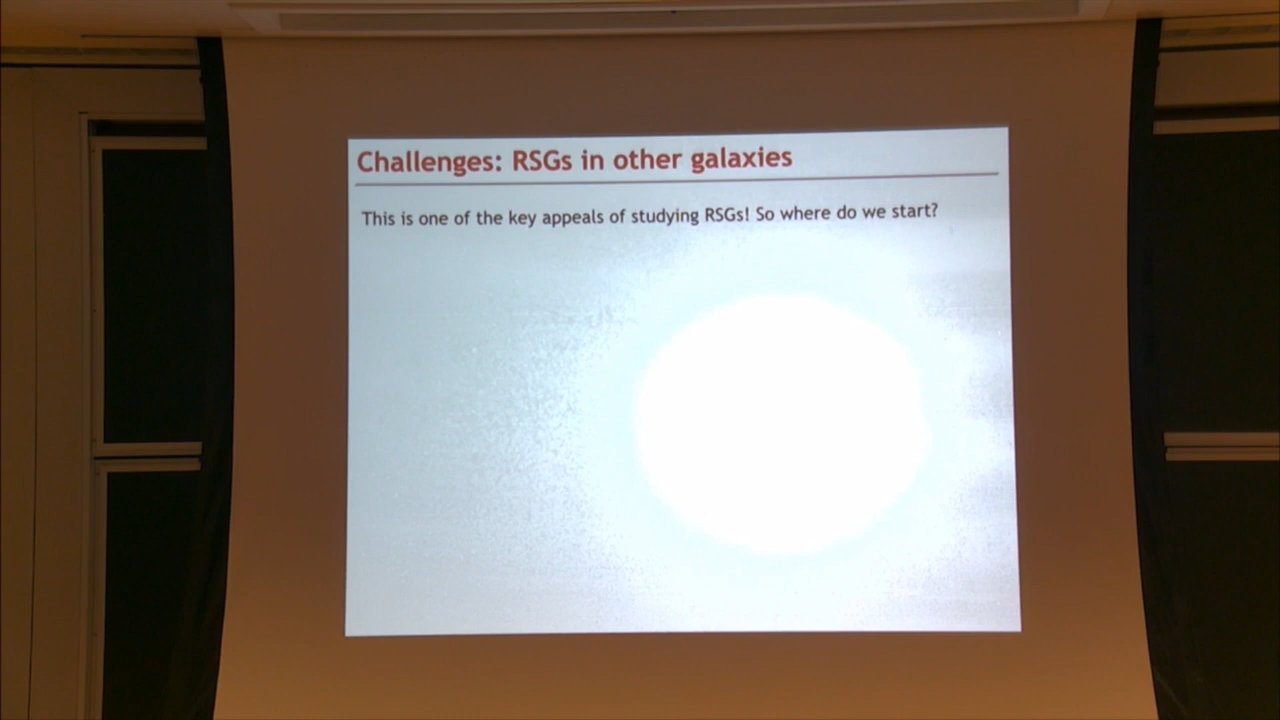 Challenges: RSGs in other galaxies
This is one of the key appeals of studying RSGs! So where do we start?